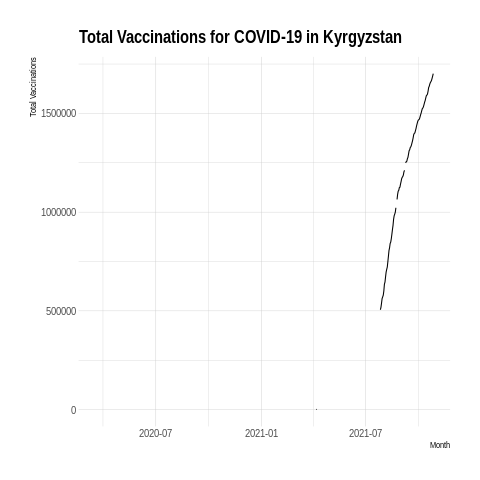 Total Vaccinations for COVID-19 in Kyrgyzstan
Total Vaccinations
1500000
1000000
500000
0
2020-07 2021-01 2021-07
Month